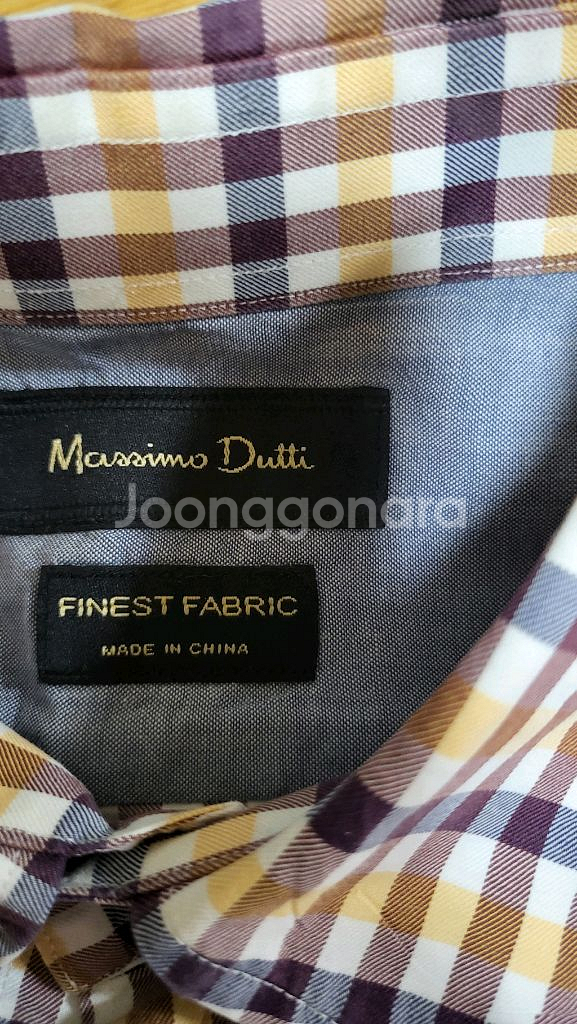 Massimo Dutti
Joonggonara
FINEST FABRIC
MADE IN CHINA